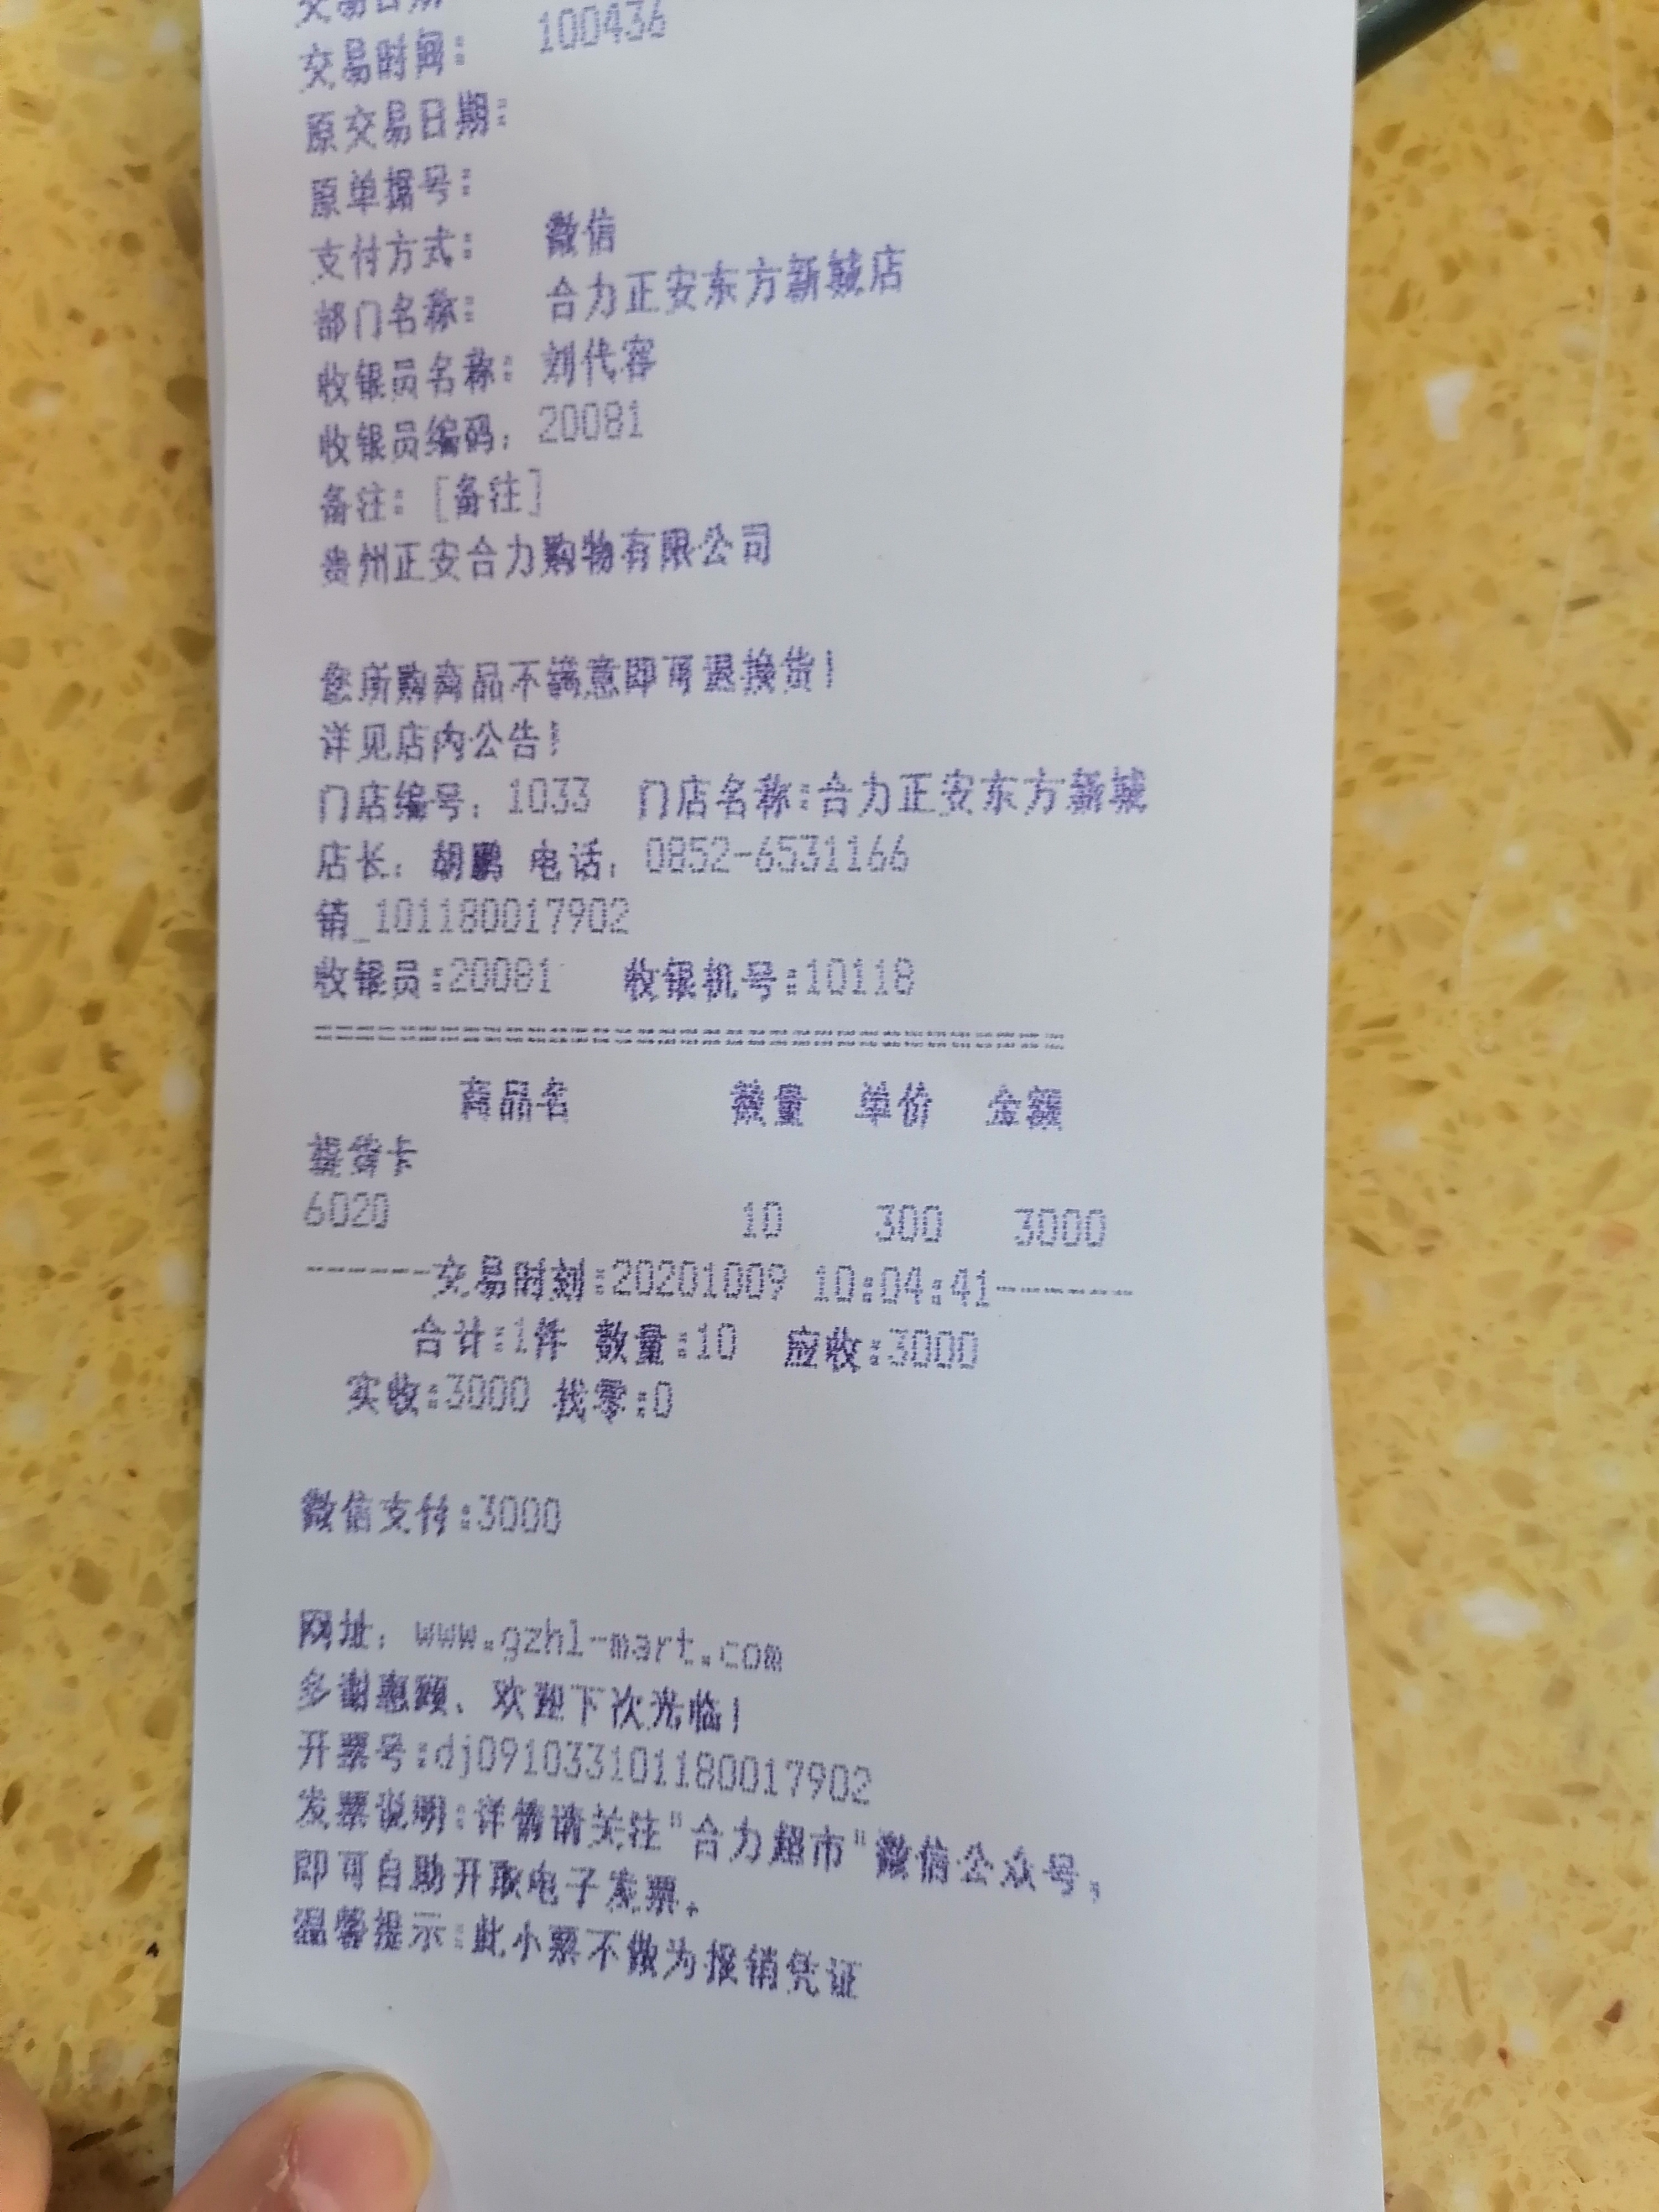 交易日期
交易时间： 100436
原交易日期：
原单据号：
支付方式： 微信
部门名称： 合力正安东方新城店
收银员名称：刘代容
收银员编码：20081
备注：[备注]
贵州正安合力购物有限公司
您所购商品不满意即可退换货！
详见店内公告！
门店编号：1033 门店名称：合力正安东方新城
店长：胡鹏 电话：0852-6531166
销_101180017902
收银员:20081 收银机号:10118
商品名 数量 单价 金额
提货卡
6020 10 300 3000
------交易时刻:20201009 10:04:41------
合计:1件 数量:10 应收:3000
实收:3000 找零:0
微信支付:3000
网址：www.gzhl-mart.com
多谢惠顾、欢迎下次光临！
开票号:dj091033101180017902
发票说明:详情请关注"合力超市"微信公众号，
即可自助开取电子发票。
温馨提示:此小票不做为报销凭证